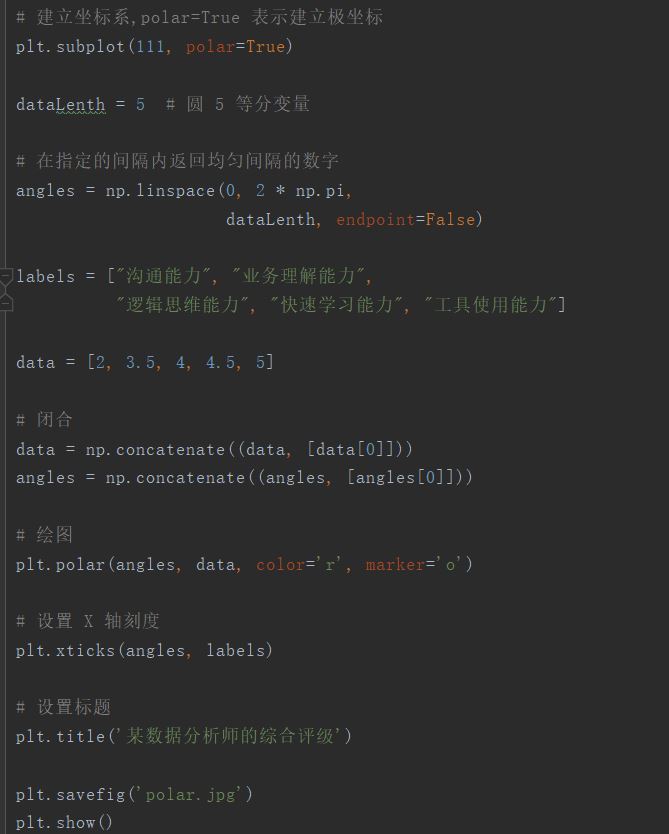 # 建立坐标系,polar=True 表示建立极坐标
plt.subplot(111, polar=True)
dataLenth = 5  # 圆 5 等分变量
# 在指定的间隔内返回均匀间隔的数字
angles = np.linspace(0, 2 * np.pi,
dataLenth, endpoint=False)
labels = ["沟通能力", "业务理解能力",
"逻辑思维能力", "快速学习能力", "工具使用能力"]
data = [2, 3.5, 4, 4.5, 5]
# 闭合
data = np.concatenate((data, [data[0]]))
angles = np.concatenate((angles, [angles[0]]))
# 绘图
plt.polar(angles, data, color='r', marker='o')
# 设置 X 轴刻度
plt.xticks(angles, labels)
# 设置标题
plt.title('某数据分析师的综合评级')
plt.savefig('polar.jpg')
plt.show()